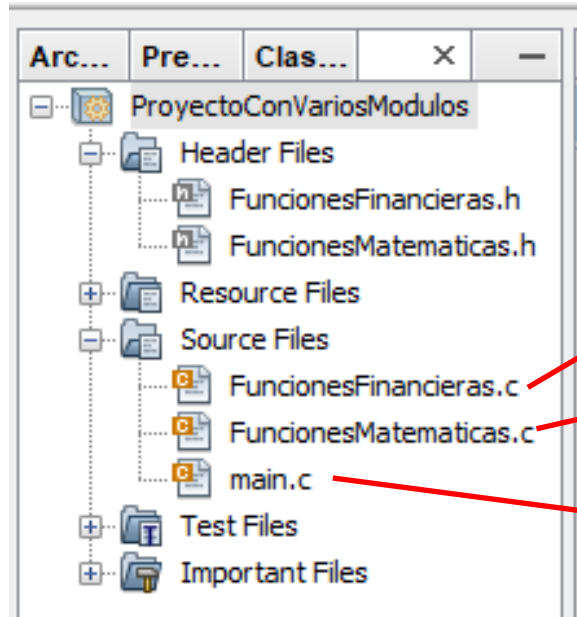 Arc... Pre... Clas... × —
ProyectoConVariosModulos
Header Files
FuncionesFinancieras.h
FuncionesMatematicas.h
Resource Files
Source Files
FuncionesFinancieras.c
FuncionesMatematicas.c
main.c
Test Files
Important Files